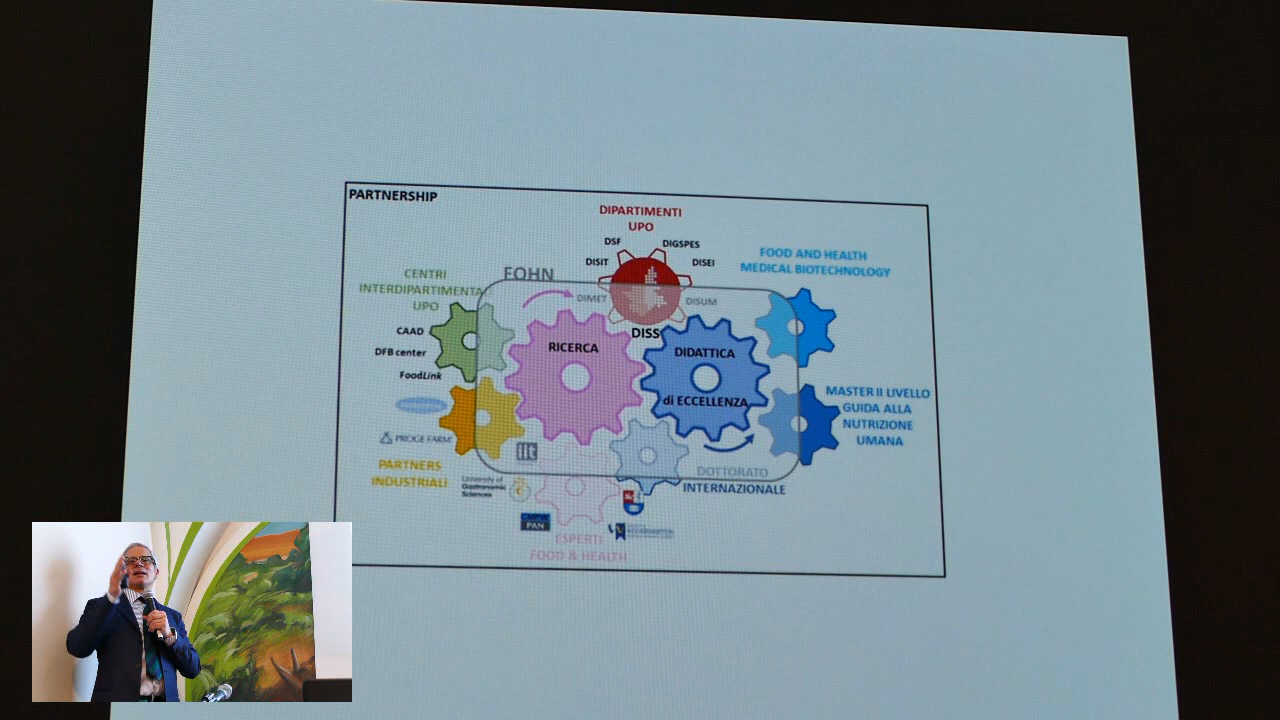 PARTNERSHIP
DIPARTIMENTI
UPO
DSF
DIGSPES
DISIT
DISEI
FOOD AND HEALTH
MEDICAL BIOTECHNOLOGY
CENTRI
INTERDIPARTIMENTA
UPO
FOHN
DIMET
DISUM
CAAD
DISS
RICERCA
DIDATTICA
DFB center
FoodLink
di ECCELLENZA
MASTER II LIVELLO
GUIDA ALLA
NUTRIZIONE
UMANA
PROGE FARM
iit
PARTNERS
INDUSTRIALI
University of
Gastronomic
Sciences
DOTTORATO
INTERNAZIONALE
PAN
ESPERTI
FOOD & HEALTH